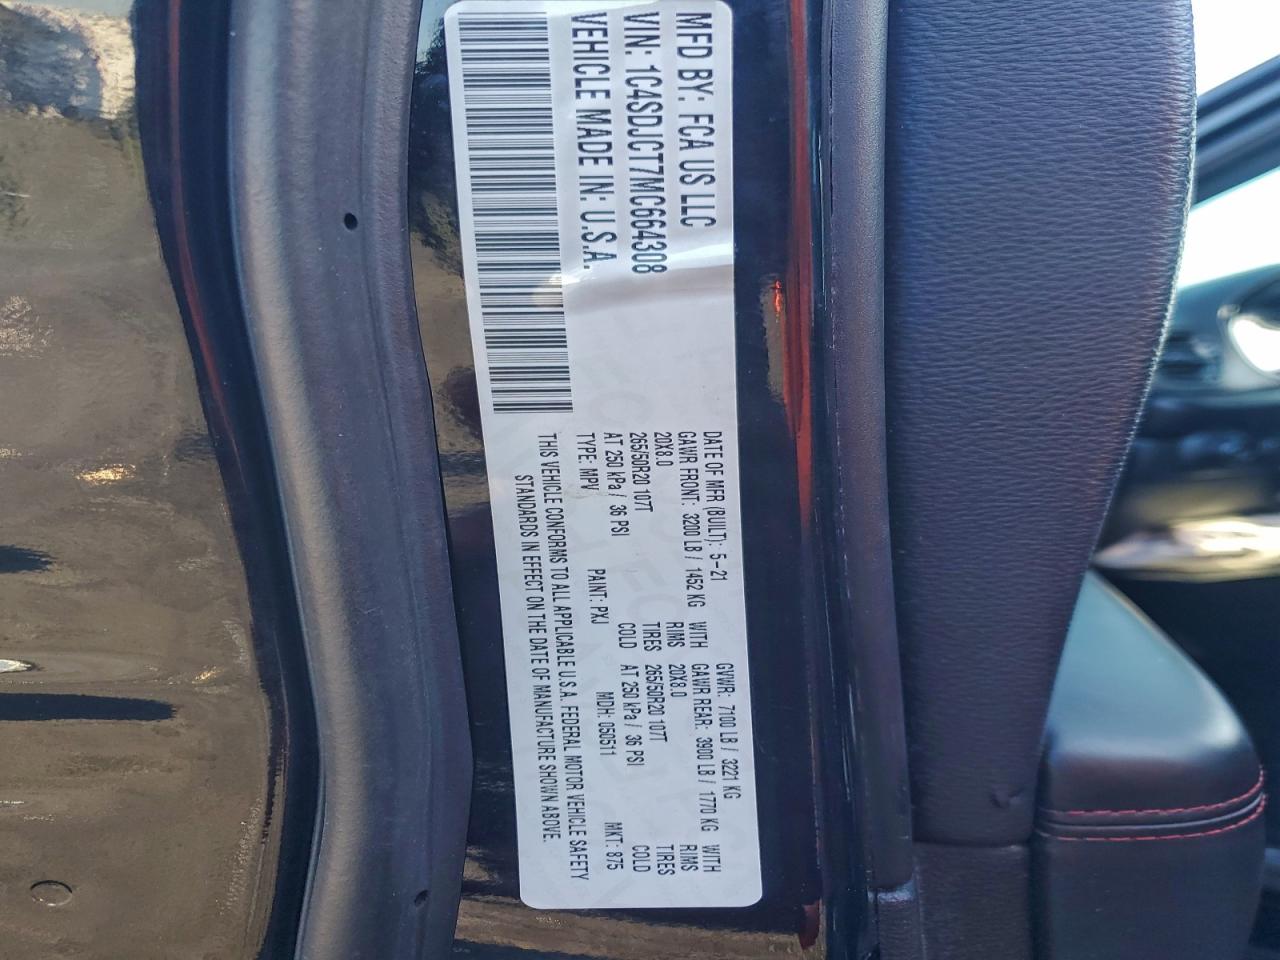 MFD BY: FCA US LLC
VIN: 1C4SDJCT7MC664308
VEHICLE MADE IN: U.S.A.
DATE OF MFR (BUILT): 5-21 GVWR: 7100 LB / 3221 KG
GAWR FRONT: 3200 LB / 1452 KG WITH GAWR REAR: 3900 LB / 1770 KG WITH
20X8.0 RIMS 20X8.0 RIMS
265/50R20 107T TIRES 265/50R20 107T TIRES
AT 250 kPa / 36 PSI COLD AT 250 kPa / 36 PSI COLD
TYPE: MPV PAINT: PXJ MDH: 050511 MKT: 875
THIS VEHICLE CONFORMS TO ALL APPLICABLE U.S.A. FEDERAL MOTOR VEHICLE SAFETY
STANDARDS IN EFFECT ON THE DATE OF MANUFACTURE SHOWN ABOVE.